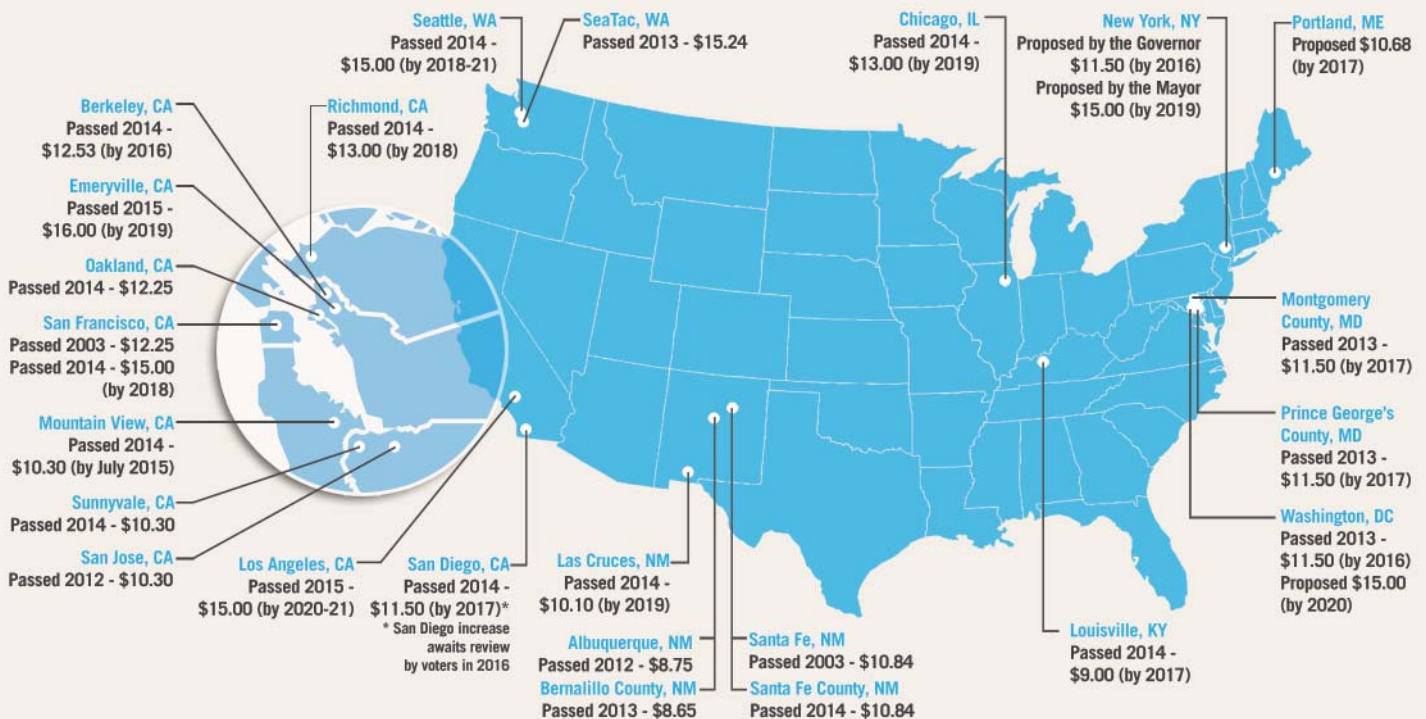 Seattle, WA
Passed 2014 -
$15.00 (by 2018-21)
SeaTac, WA
Passed 2013 - $15.24
Chicago, IL
Passed 2014 -
$13.00 (by 2019)
New York, NY
Proposed by the Governor
$11.50 (by 2016)
Proposed by the Mayor
$15.00 (by 2019)
Portland, ME
Proposed $10.68
(by 2017)
Berkeley, CA
Passed 2014 -
$12.53 (by 2016)
Richmond, CA
Passed 2014 -
$13.00 (by 2018)
Emeryville, CA
Passed 2015 -
$16.00 (by 2019)
Oakland, CA
Passed 2014 - $12.25
San Francisco, CA
Passed 2003 - $12.25
Passed 2014 - $15.00
(by 2018)
Mountain View, CA
Passed 2014 -
$10.30 (by July 2015)
Sunnyvale, CA
Passed 2014 - $10.30
San Jose, CA
Passed 2012 - $10.30
Los Angeles, CA
Passed 2015 -
$15.00 (by 2020-21)
San Diego, CA
Passed 2014 -
$11.50 (by 2017)*
* San Diego increase
awaits review
by voters in 2016
Las Cruces, NM
Passed 2014 -
$10.10 (by 2019)
Albuquerque, NM
Passed 2012 - $8.75
Bernalillo County, NM
Passed 2013 - $8.65
Santa Fe, NM
Passed 2003 - $10.84
Santa Fe County, NM
Passed 2014 - $10.84
Louisville, KY
Passed 2014 -
$9.00 (by 2017)
Montgomery
County, MD
Passed 2013 -
$11.50 (by 2017)
Prince George's
County, MD
Passed 2013 -
$11.50 (by 2017)
Washington, DC
Passed 2013 -
$11.50 (by 2016)
Proposed $15.00
(by 2020)